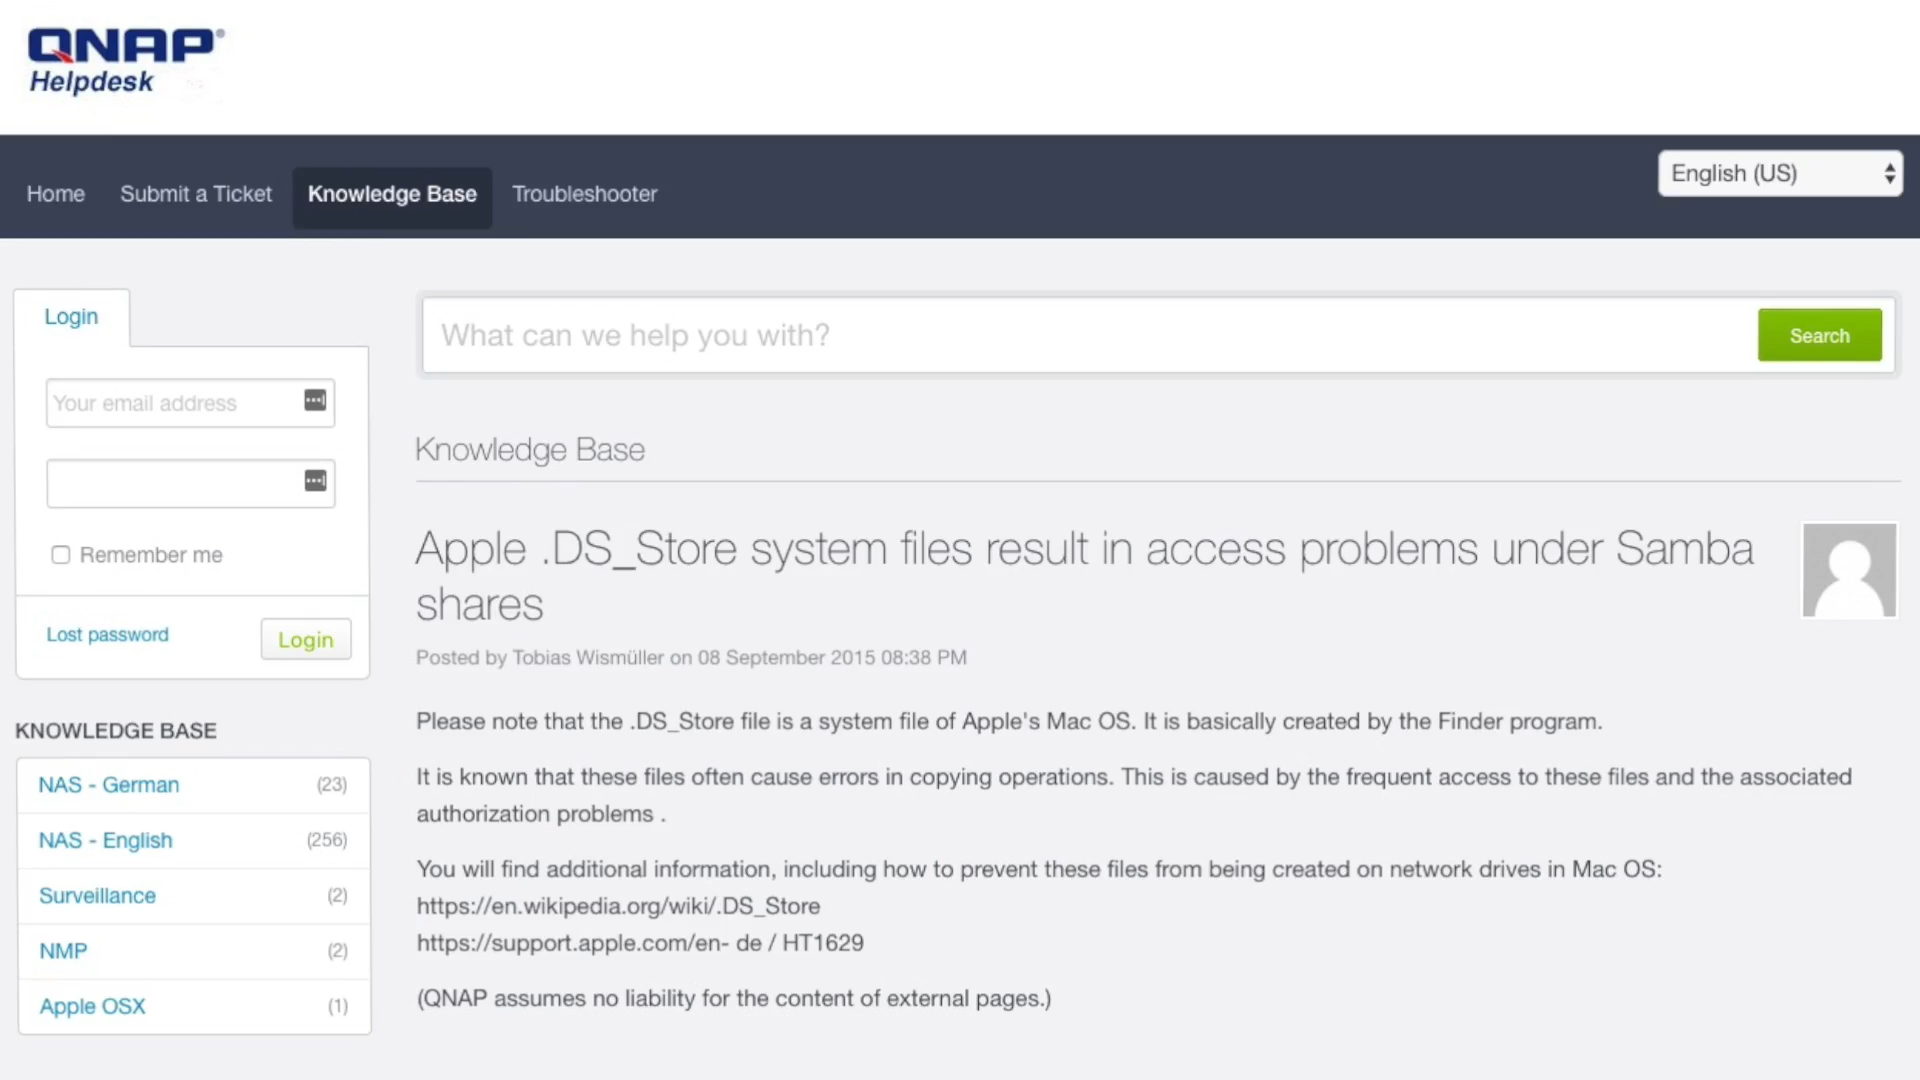 QNAP®
Helpdesk
Home Submit a Ticket Knowledge Base Troubleshooter
English (US)
Login
Your email address
Remember me
Lost password
Login
KNOWLEDGE BASE
NAS - German (23)
NAS - English (256)
Surveillance (2)
NMP (2)
Apple OSX (1)
What can we help you with?
Search
Knowledge Base
Apple .DS_Store system files result in access problems under Samba
shares
Posted by Tobias Wismüller on 08 September 2015 08:38 PM
Please note that the .DS_Store file is a system file of Apple's Mac OS. It is basically created by the Finder program.
It is known that these files often cause errors in copying operations. This is caused by the frequent access to these files and the associated
authorization problems .
You will find additional information, including how to prevent these files from being created on network drives in Mac OS:
https://en.wikipedia.org/wiki/.DS_Store
https://support.apple.com/en- de / HT1629
(QNAP assumes no liability for the content of external pages.)